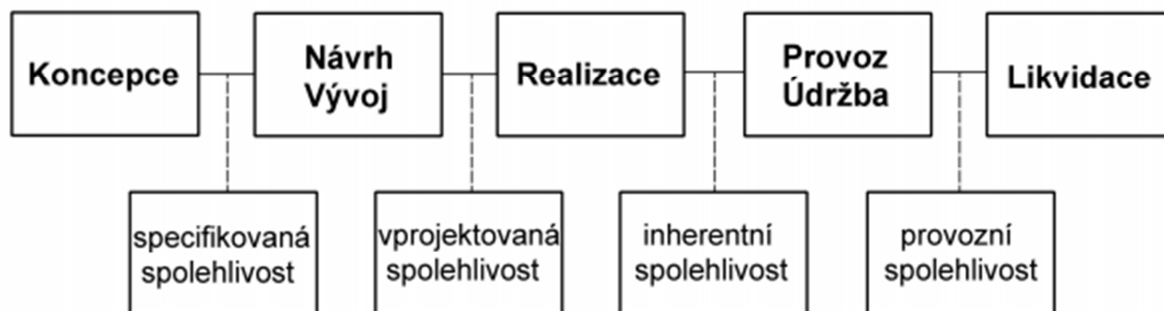 Koncepce
Návrh
Vývoj
Realizace
Provoz
Údržba
Likvidace
specifikovaná
spolehlivost
vprojektovaná
spolehlivost
inherentní
spolehlivost
provozní
spolehlivost